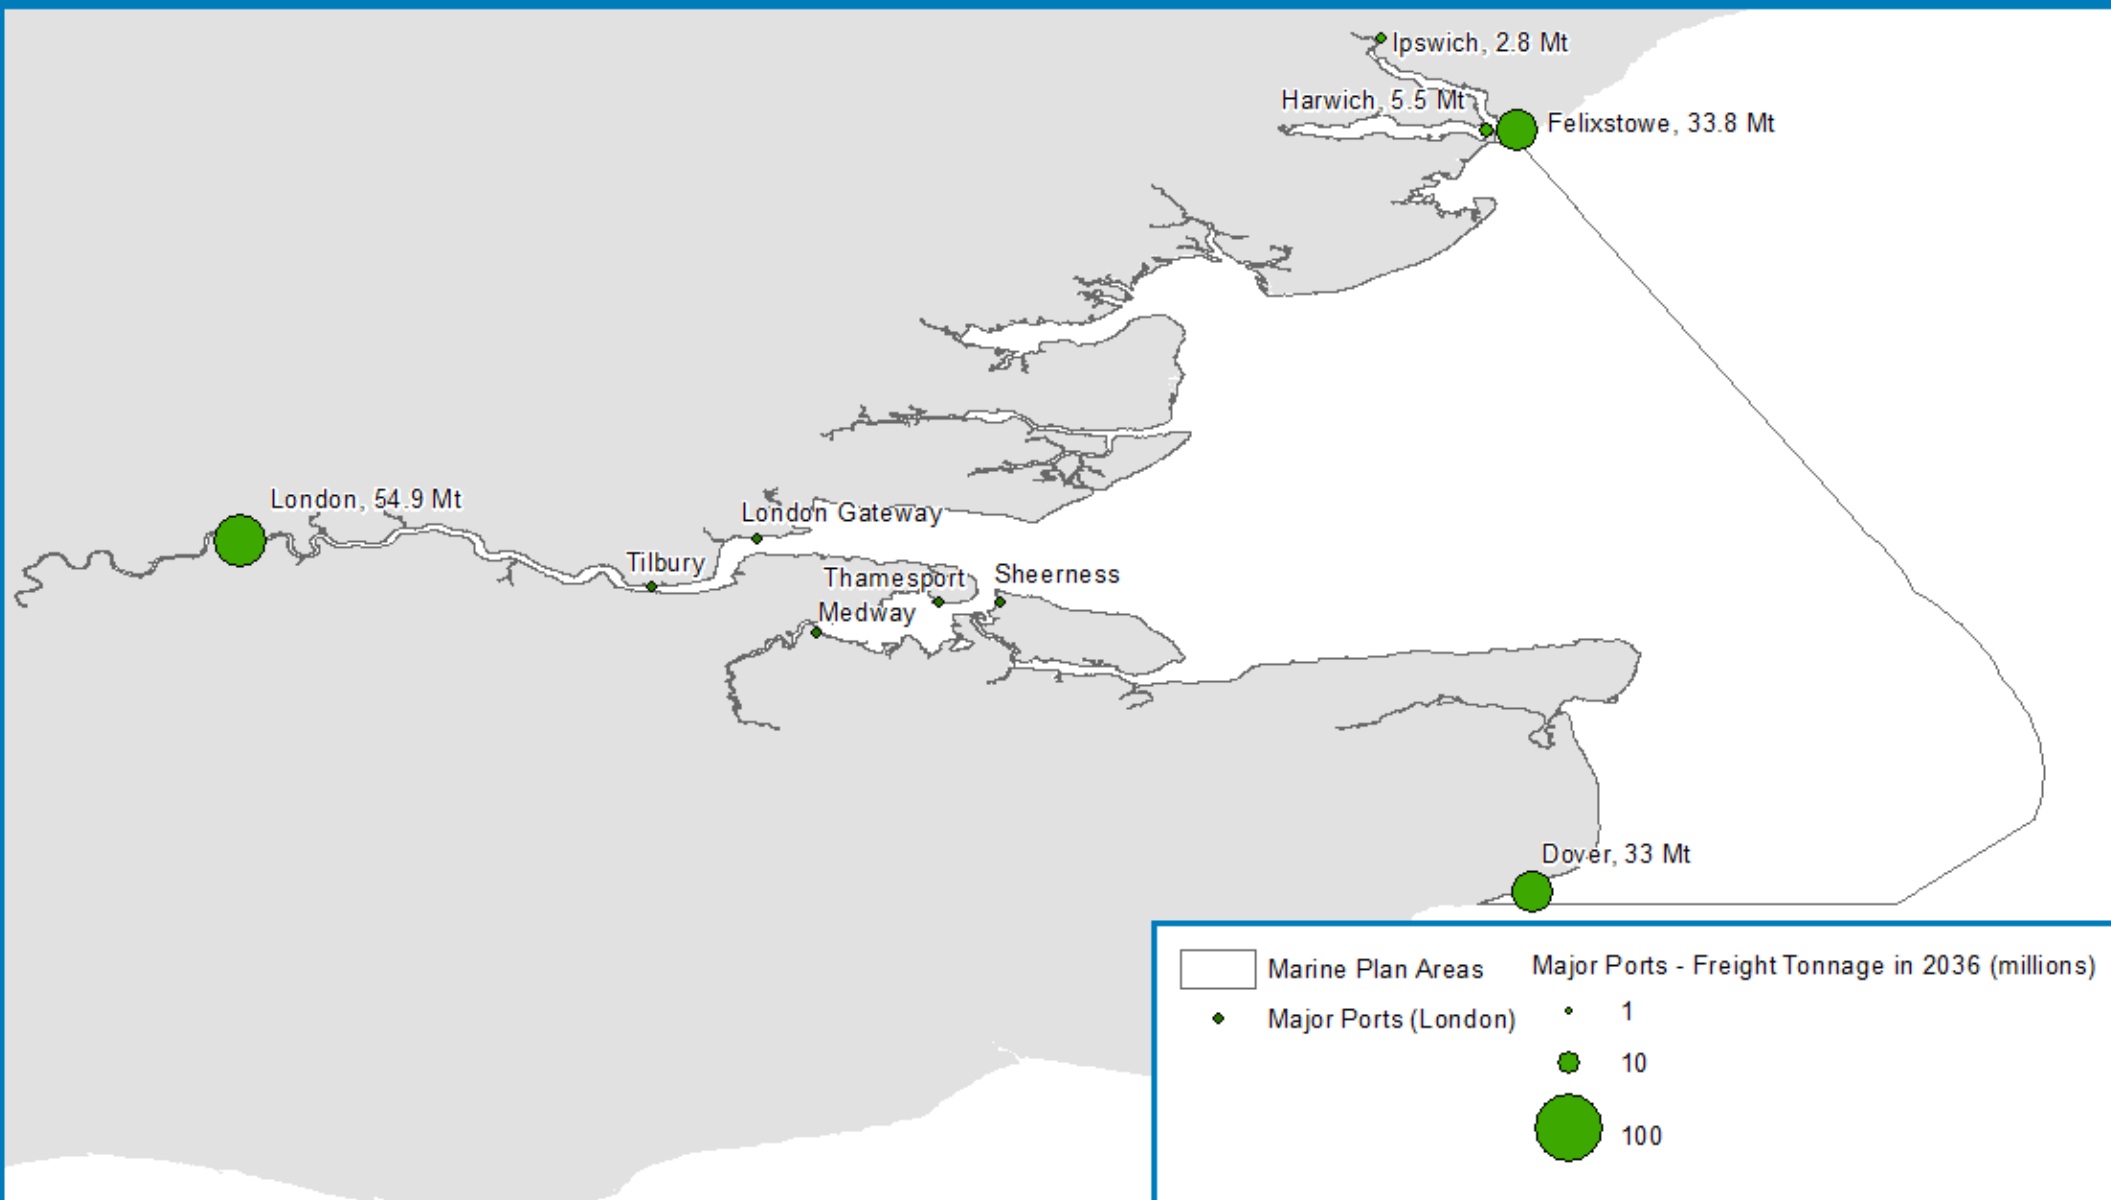 Ipswich, 2.8 Mt
Harwich, 5.5 Mt
Felixstowe, 33.8 Mt
London, 54.9 Mt
London Gateway
Tilbury
Thamesport
Sheerness
Medway
Dover, 33 Mt
Marine Plan Areas
Major Ports (London)
Major Ports - Freight Tonnage in 2036 (millions)
1
10
100